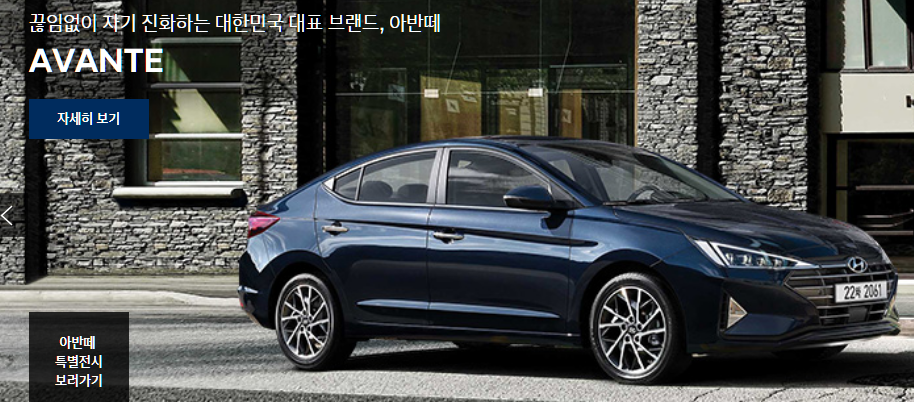 끊임없이 자기 진화하는 대한민국 대표 브랜드, 아반떼
AVANTE
자세히 보기
아반떼
특별전시
보러가기